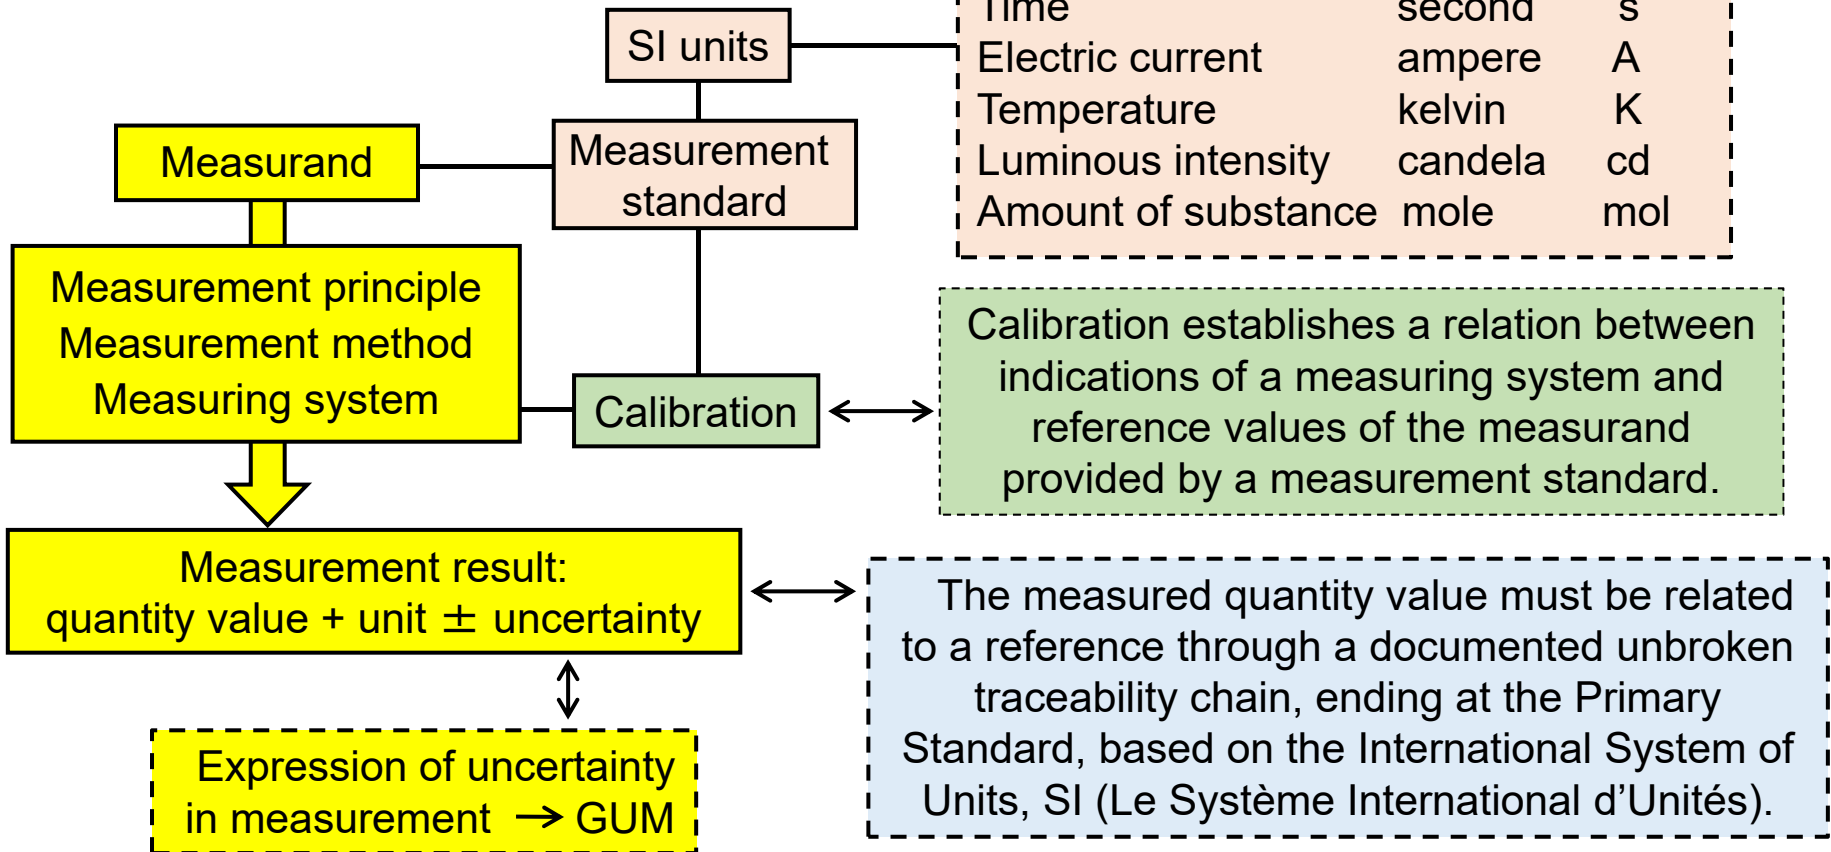 Time second s
SI units
Electric current ampere A
Temperature kelvin K
Luminous intensity candela cd
Amount of substance mole mol
Measurand
Measurement
standard
Measurement principle
Measurement method
Measuring system
Calibration
Calibration establishes a relation between
indications of a measuring system and
reference values of the measurand
provided by a measurement standard.
Measurement result:
quantity value + unit ± uncertainty
The measured quantity value must be related
to a reference through a documented unbroken
traceability chain, ending at the Primary
Standard, based on the International System of
Units, SI (Le Système International d’Unités).
Expression of uncertainty
in measurement → GUM